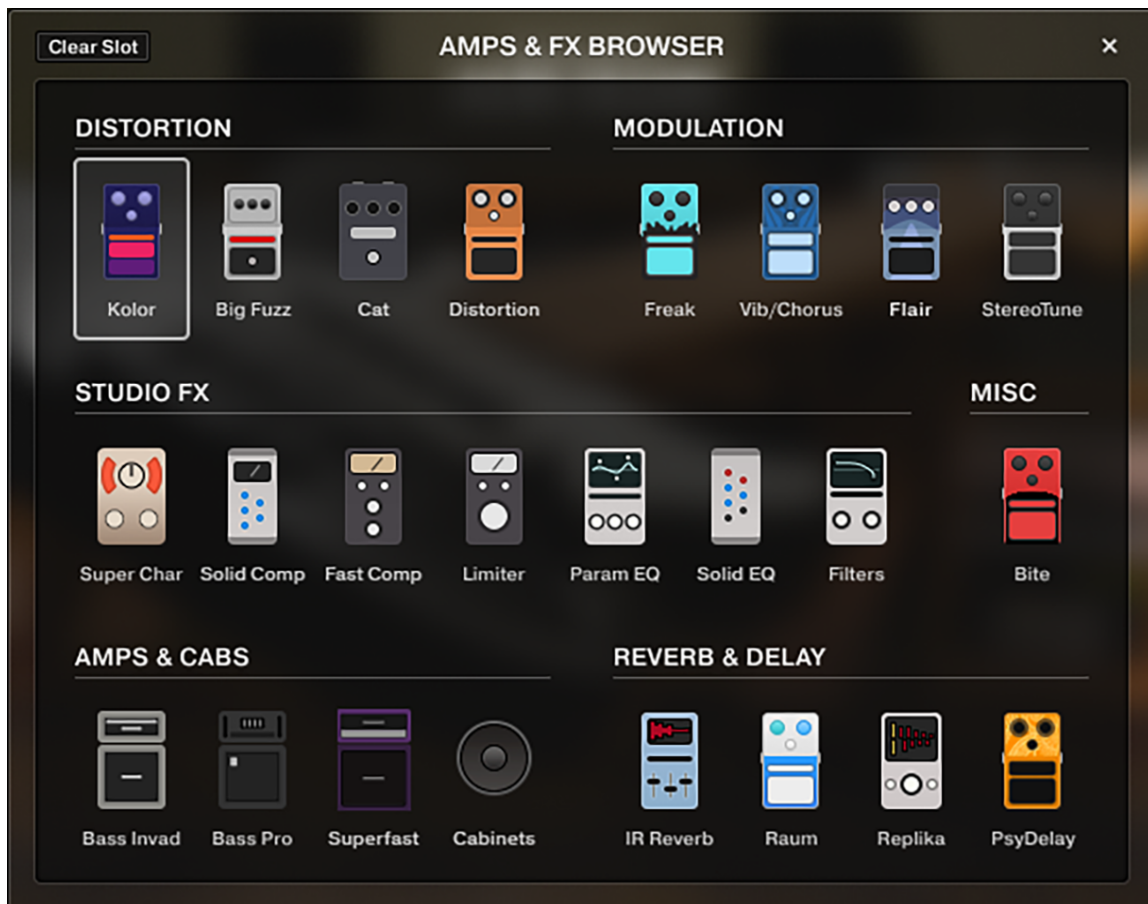 Clear Slot
AMPS & FX BROWSER
DISTORTION
Kolor
Big Fuzz
Cat
Distortion
MODULATION
Freak
Vib/Chorus
Flair
StereoTune
STUDIO FX
Super Char
Solid Comp
Fast Comp
Limiter
Param EQ
Solid EQ
Filters
MISC
Bite
AMPS & CABS
Bass Invad
Bass Pro
Superfast
Cabinets
REVERB & DELAY
IR Reverb
Raum
Replika
PsyDelay